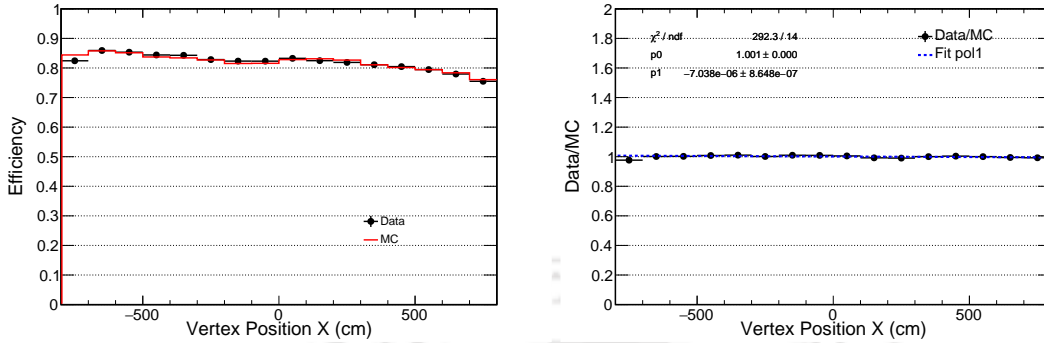 1
0.9
0.8
0.7
0.6
0.5
0.4
0.3
0.2
0.1
0
Efficiency
Data
MC
−500
0
500
Vertex Position X (cm)
2
1.8
1.6
1.4
1.2
1
0.8
0.6
0.4
0.2
0
Data/MC
χ² / ndf 292.3 / 14
p0 1.001 ± 0.000
p1 −7.038e−06 ± 8.648e−07
Data/MC
Fit pol1
−500
0
500
Vertex Position X (cm)